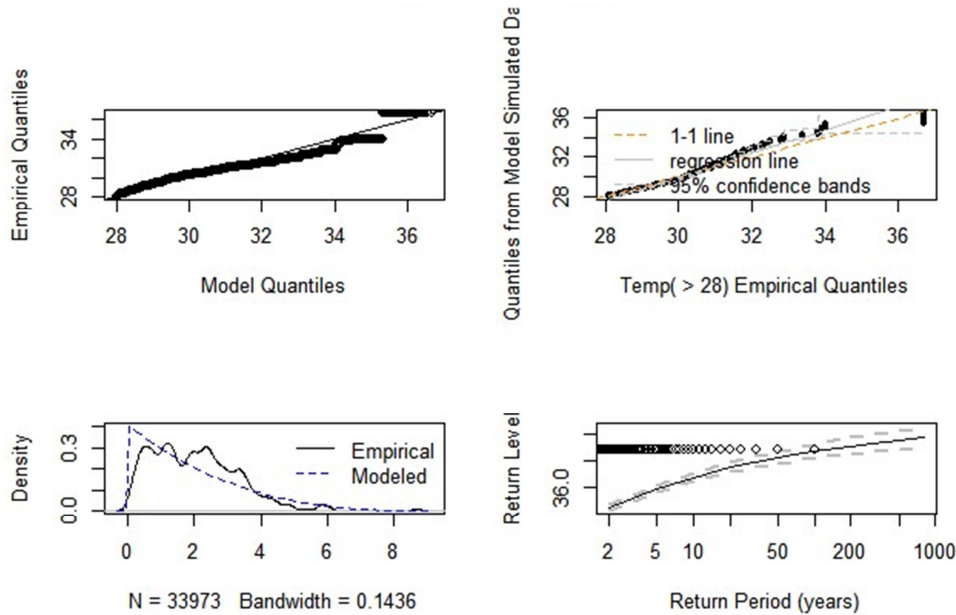 Empirical Quantiles
34
28
28 30 32 34 36
Model Quantiles
Quantiles from Model Simulated Da
36
32
28
1-1 line
regression line
95% confidence bands
28 30 32 34 36
Temp( > 28) Empirical Quantiles
Density
0.3
0.0
Empirical
Modeled
0 2 4 6 8
N = 33973 Bandwidth = 0.1436
Return Level
36.0
2 5 10 50 200 1000
Return Period (years)